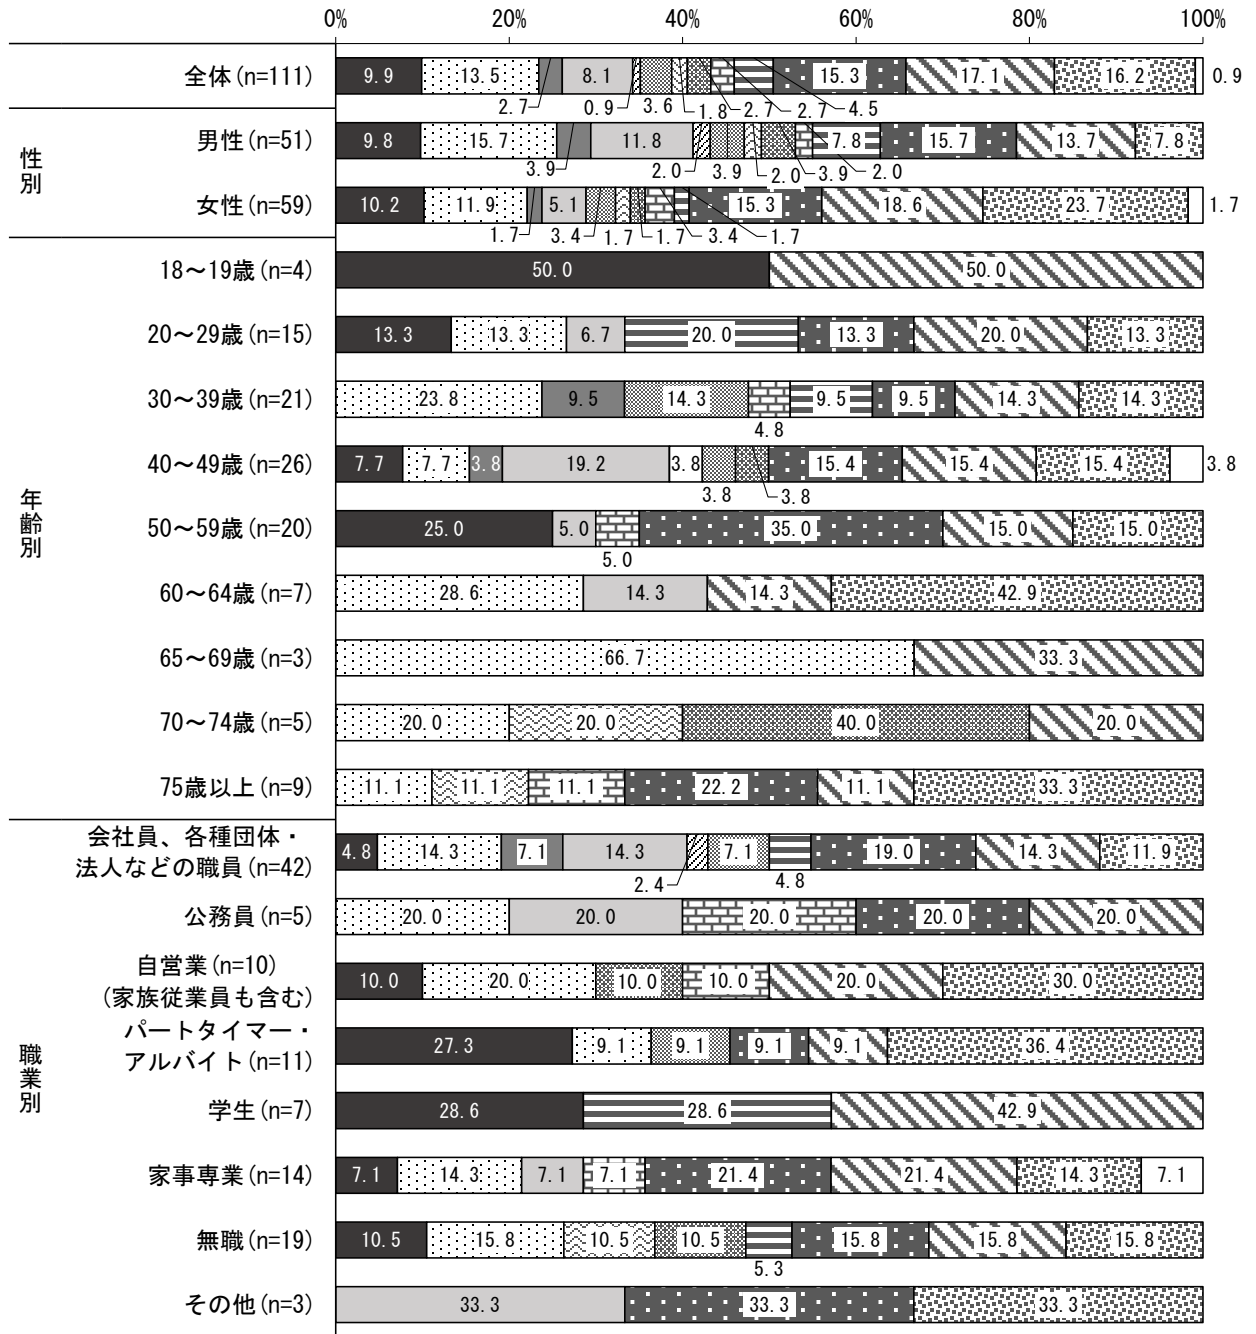 0% 20% 40% 60% 80% 100%
全体(n=111) 9.9 13.5 8.1 15.3 17.1 16.2 0.9
2.7 0.9 3.6 1.8 2.7 2.7 4.5
性別
男性(n=51) 9.8 15.7 11.8 7.8 15.7 13.7 7.8
3.9 2.0 3.9 2.0 3.9 2.0
女性(n=59) 10.2 11.9 5.1 15.3 18.6 23.7 1.7
1.7 3.4 1.7 1.7 3.4 1.7
年齢別
18～19歳(n=4) 50.0 50.0
20～29歳(n=15) 13.3 13.3 6.7 20.0 13.3 20.0 13.3
30～39歳(n=21) 23.8 9.5 14.3 9.5 9.5 14.3 14.3
4.8
40～49歳(n=26) 7.7 7.7 3.8 19.2 3.8 15.4 15.4 15.4 3.8
3.8 3.8
50～59歳(n=20) 25.0 5.0 35.0 15.0 15.0
5.0
60～64歳(n=7) 28.6 14.3 14.3 42.9
65～69歳(n=3) 66.7 33.3
70～74歳(n=5) 20.0 20.0 40.0 20.0
75歳以上(n=9) 11.1 11.1 11.1 22.2 11.1 33.3
職業別
会社員、各種団体・
法人などの職員(n=42) 4.8 14.3 7.1 14.3 7.1 19.0 14.3 11.9
2.4 4.8
公務員(n=5) 20.0 20.0 20.0 20.0 20.0
自営業(n=10)
(家族従業員も含む) 10.0 20.0 10.0 10.0 20.0 30.0
パートタイマー・
アルバイト(n=11) 27.3 9.1 9.1 9.1 9.1 36.4
学生(n=7) 28.6 28.6 42.9
家事専業(n=14) 7.1 14.3 7.1 7.1 21.4 21.4 14.3 7.1
無職(n=19) 10.5 15.8 10.5 10.5 15.8 15.8 15.8
5.3
その他(n=3) 33.3 33.3 33.3